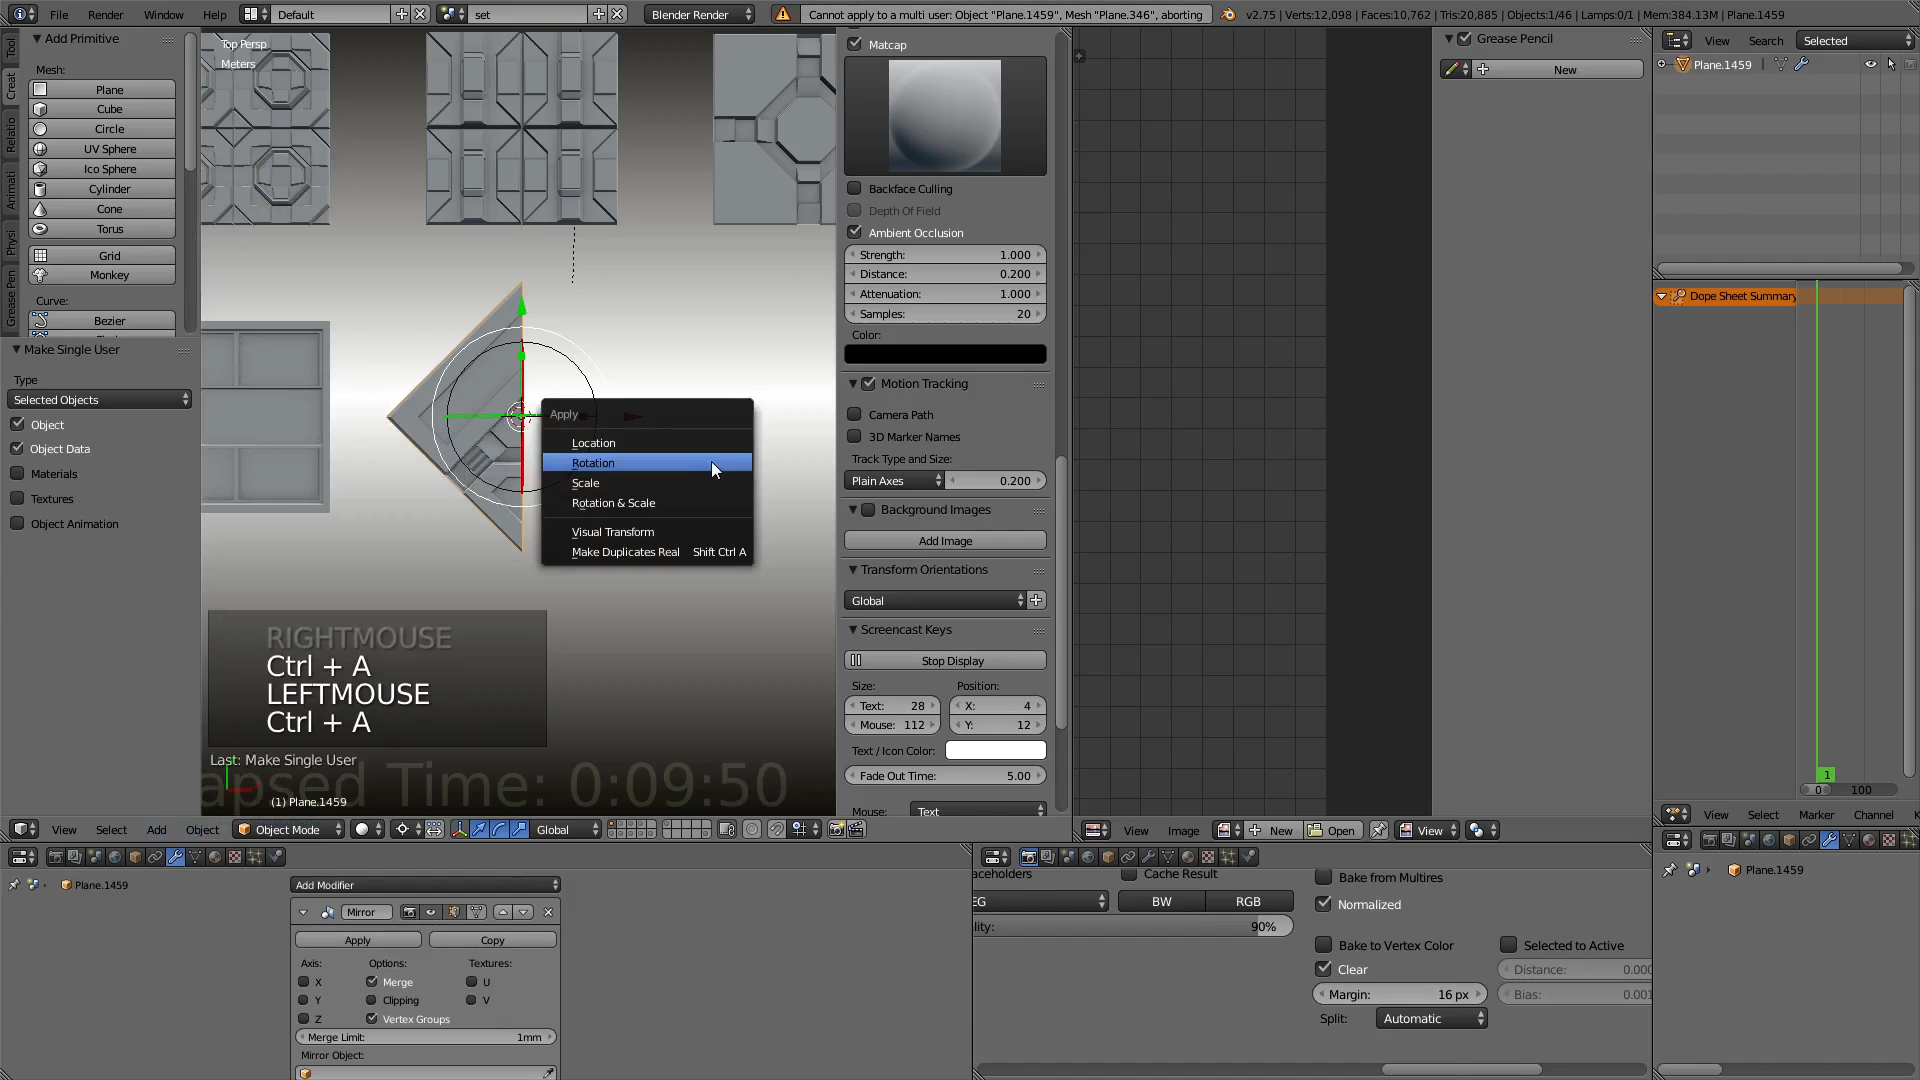 File Render Window Help Default set Blender Render Cannot apply to a multi user: Object "Plane.1459", Mesh "Plane.346", aborting v2.75 | Verts:12,098 | Faces:10,762 | Tris:20,885 | Objects:1/46 | Lamps:0/1 | Mem:384.13M | Plane.1459
Tool
Creat
Relatio
Animati
Physi
Grease Pen
Add Primitive
Mesh:
Plane
Cube
Circle
UV Sphere
Ico Sphere
Cylinder
Cone
Torus
Grid
Monkey
Curve:
Bezier
Make Single User
Type
Selected Objects
Object
Object Data
Materials
Textures
Object Animation
Top Persp
Meters
Apply
Location
Rotation
Scale
Rotation & Scale
Visual Transform
Make Duplicates Real Shift Ctrl A
RIGHTMOUSE
Ctrl + A
LEFTMOUSE
Ctrl + A
Last: Make Single User
apsed Time: 0:09:50
(1) Plane.1459
View Select Add Object Object Mode Global
Matcap
Backface Culling
Depth Of Field
Ambient Occlusion
Strength: 1.000
Distance: 0.200
Attenuation: 1.000
Samples: 20
Color:
Motion Tracking
Camera Path
3D Marker Names
Track Type and Size:
Plain Axes 0.200
Background Images
Add Image
Transform Orientations
Global
Screencast Keys
Stop Display
Size: Position:
Text: 28 X: 4
Mouse: 112 Y: 12
Text / Icon Color:
Fade Out Time: 5.00
Mouse: Text
Grease Pencil
New
View Image New Open View
View Search Selected
Plane.1459
Dope Sheet Summary
1
0 100
View Select Marker Channel
Plane.1459
Plane.1459
Add Modifier
Mirror
Apply Copy
Axis: Options: Textures:
X Merge U
Y Clipping V
Z Vertex Groups
Merge Limit: 1mm
Mirror Object:
aceholders Cache Result
EG BW RGB
lity: 90%
Bake from Multires
Normalized
Bake to Vertex Color Selected to Active
Clear Distance: 0.000
Margin: 16 px Bias: 0.001
Split: Automatic